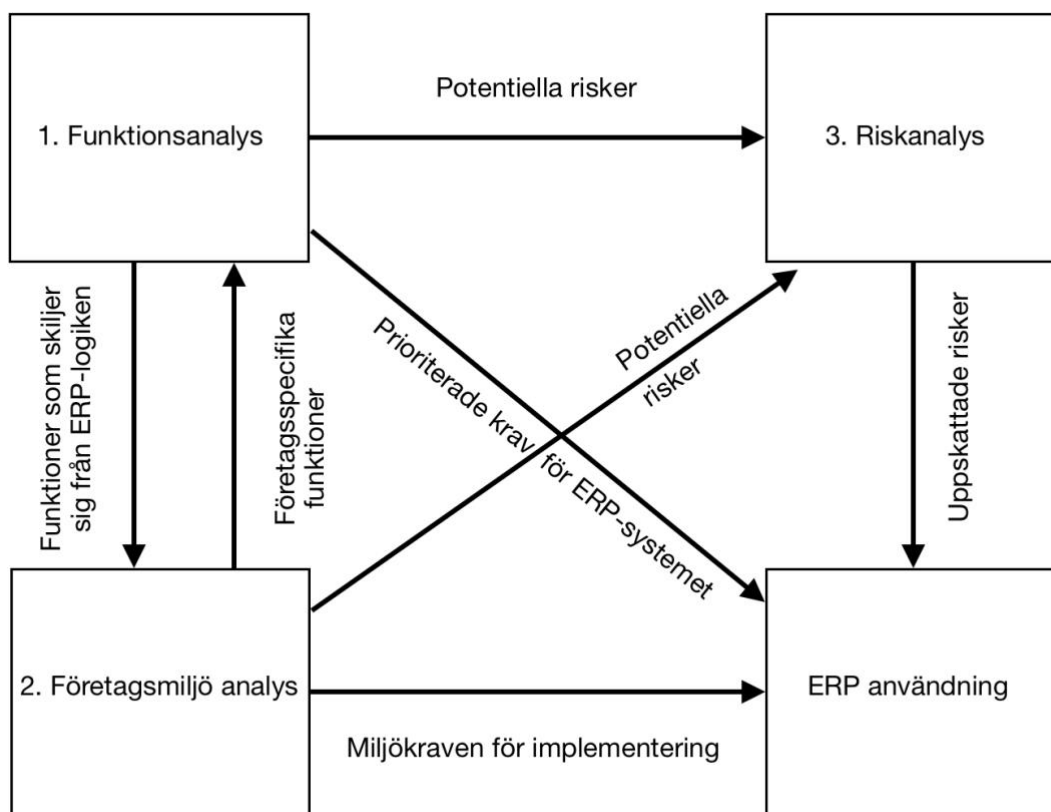 Potentiella risker
1. Funktionsanalys
3. Riskanalys
Funktioner som skiljer
sig från ERP-logiken
Företagsspecifika
funktioner
Prioriterade krav för ERP-systemet
Potentiella
risker
Uppskattade risker
2. Företagsmiljö analys
ERP användning
Miljökraven för implementering